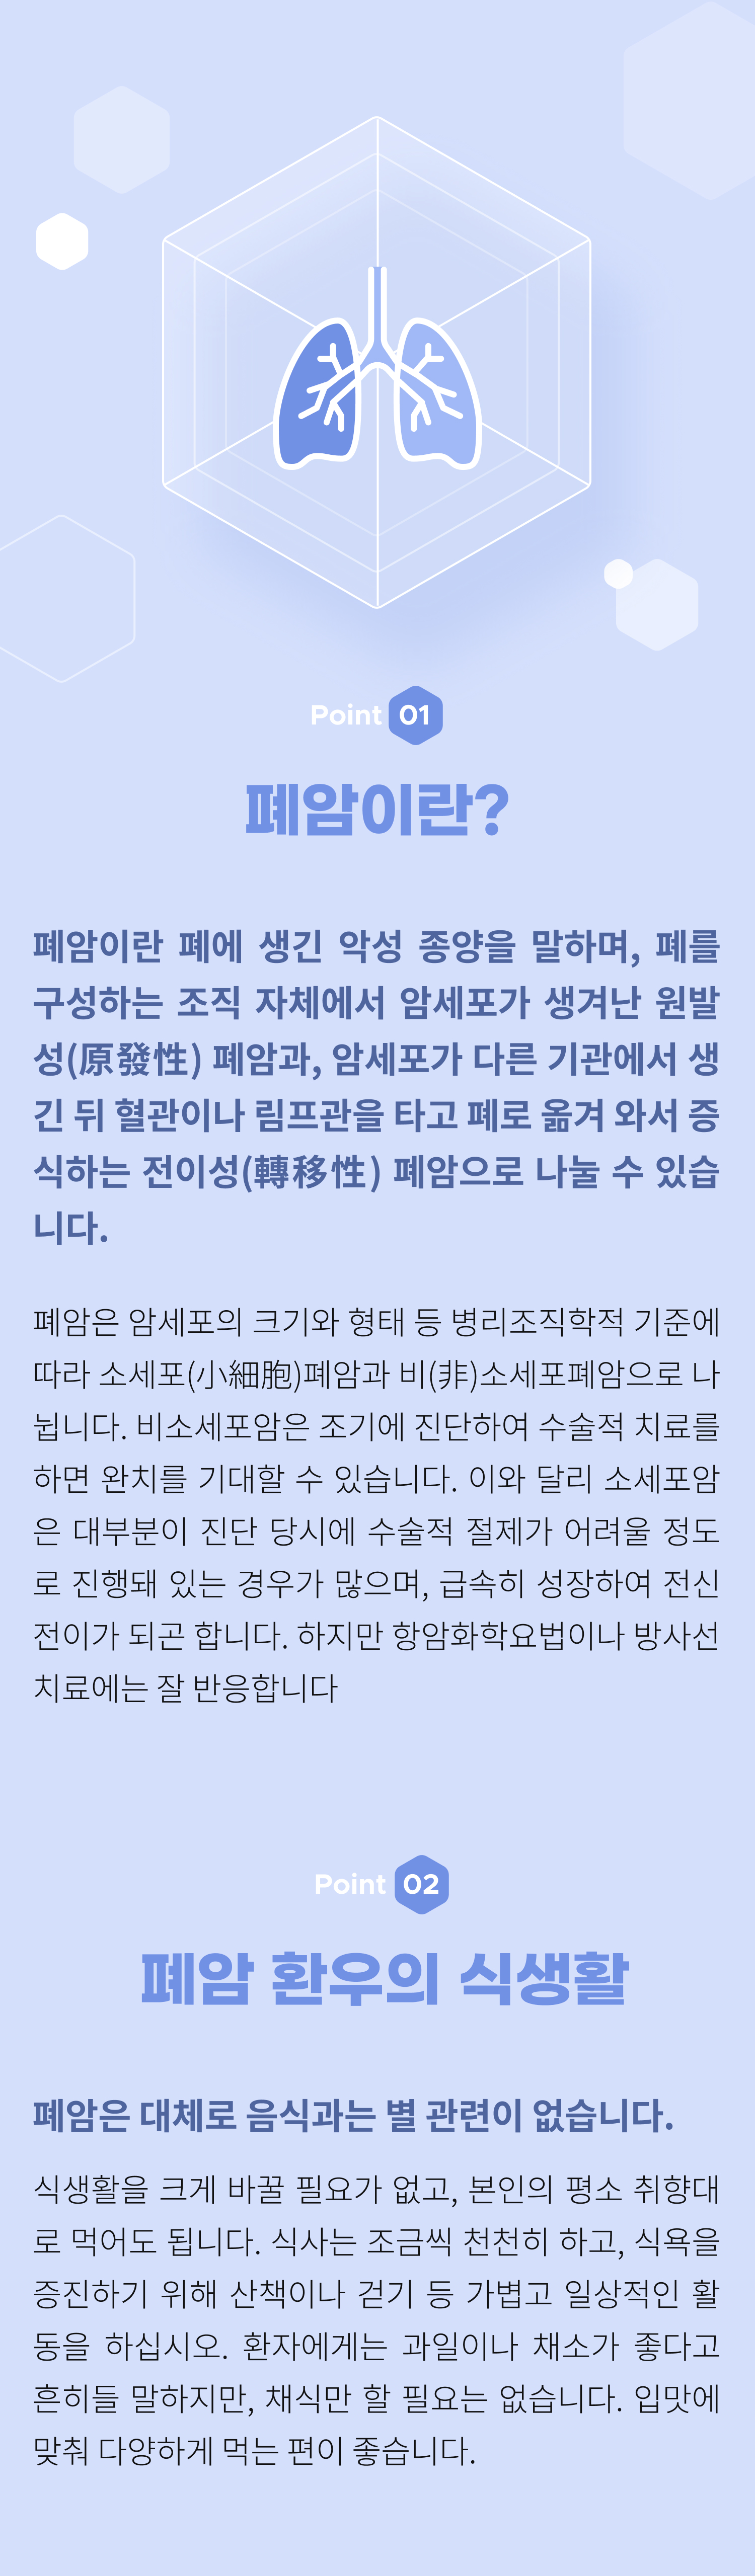 Point 01
폐암이란?
폐암이란 폐에 생긴 악성 종양을 말하며, 폐를
구성하는 조직 자체에서 암세포가 생겨난 원발
성(原發性) 폐암과, 암세포가 다른 기관에서 생
긴 뒤 혈관이나 림프관을 타고 폐로 옮겨 와서 증
식하는 전이성(轉移性) 폐암으로 나눌 수 있습
니다.
폐암은 암세포의 크기와 형태 등 병리조직학적 기준에
따라 소세포(小細胞)폐암과 비(非)소세포폐암으로 나
뉩니다. 비소세포암은 조기에 진단하여 수술적 치료를
하면 완치를 기대할 수 있습니다. 이와 달리 소세포암
은 대부분이 진단 당시에 수술적 절제가 어려울 정도
로 진행돼 있는 경우가 많으며, 급속히 성장하여 전신
전이가 되곤 합니다. 하지만 항암화학요법이나 방사선
치료에는 잘 반응합니다
Point 02
폐암 환우의 식생활
폐암은 대체로 음식과는 별 관련이 없습니다.
식생활을 크게 바꿀 필요가 없고, 본인의 평소 취향대
로 먹어도 됩니다. 식사는 조금씩 천천히 하고, 식욕을
증진하기 위해 산책이나 걷기 등 가볍고 일상적인 활
동을 하십시오. 환자에게는 과일이나 채소가 좋다고
흔히들 말하지만, 채식만 할 필요는 없습니다. 입맛에
맞춰 다양하게 먹는 편이 좋습니다.